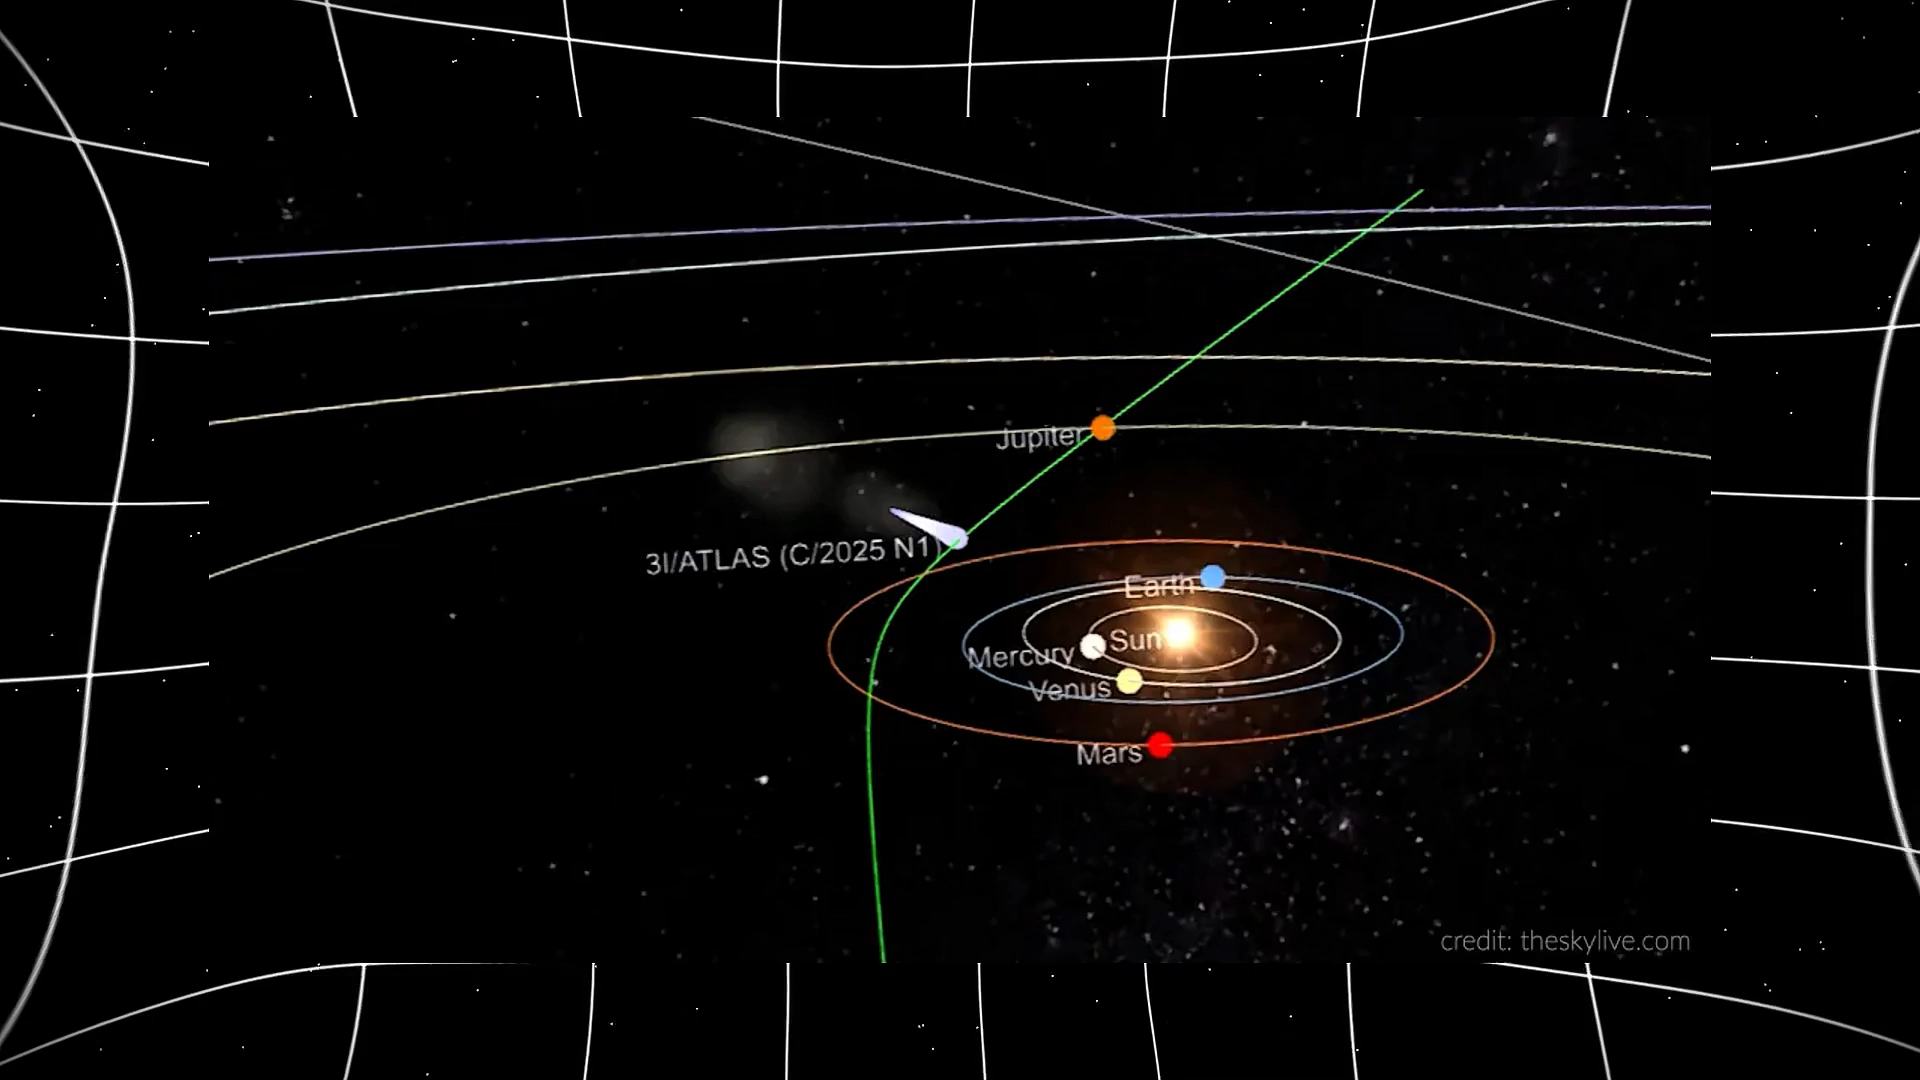 Jupiter
3I/ATLAS (C/2025 N1)
Earth
Sun
Mercury
Venus
Mars
credit: theskylive.com